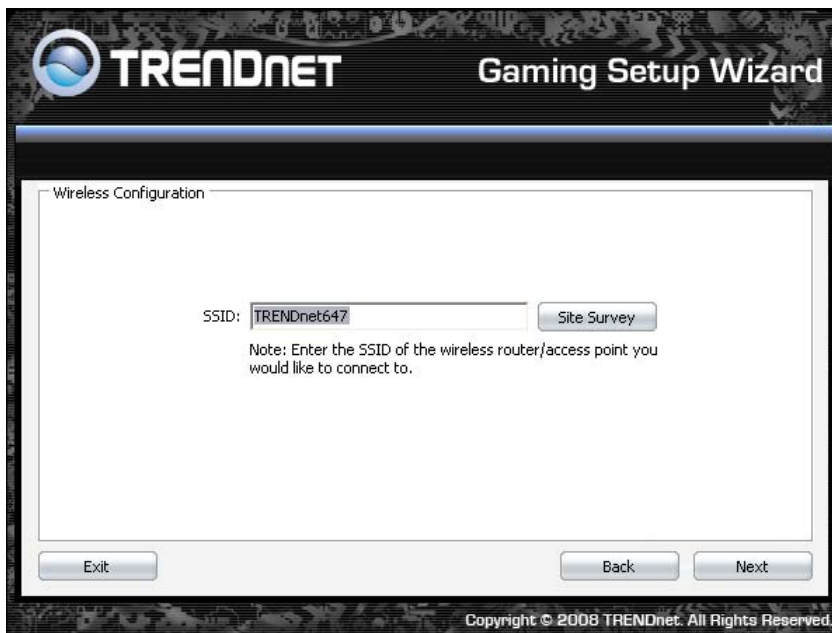 TRENDNET
Gaming Setup Wizard
Wireless Configuration
SSID: TRENDnet647 Site Survey
Note: Enter the SSID of the wireless router/access point you
would like to connect to.
Exit Back Next
Copyright © 2008 TRENDnet. All Rights Reserved.